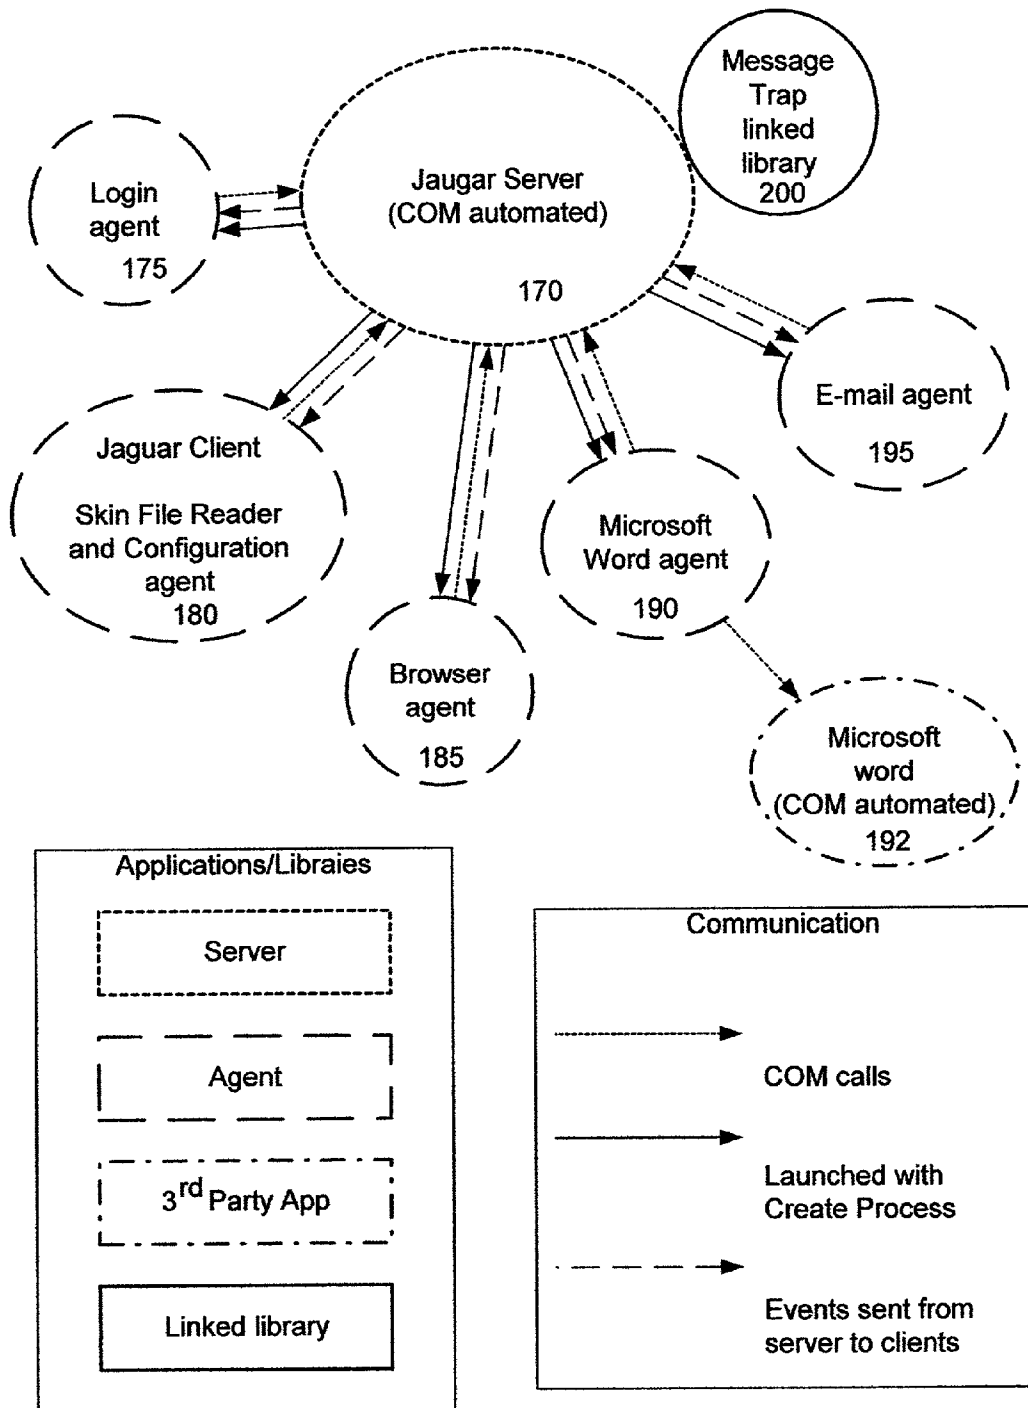 Message
Trap
linked
library
200
Jaugar Server
(COM automated)
170
Login
agent
175
E-mail agent
195
Jaguar Client
Skin File Reader
and Configuration
agent
180
Microsoft
Word agent
190
Browser
agent
185
Microsoft
word
(COM automated)
192
Applications/Libraies
Server
Agent
3rd Party App
Linked library
Communication
COM calls
Launched with
Create Process
Events sent from
server to clients